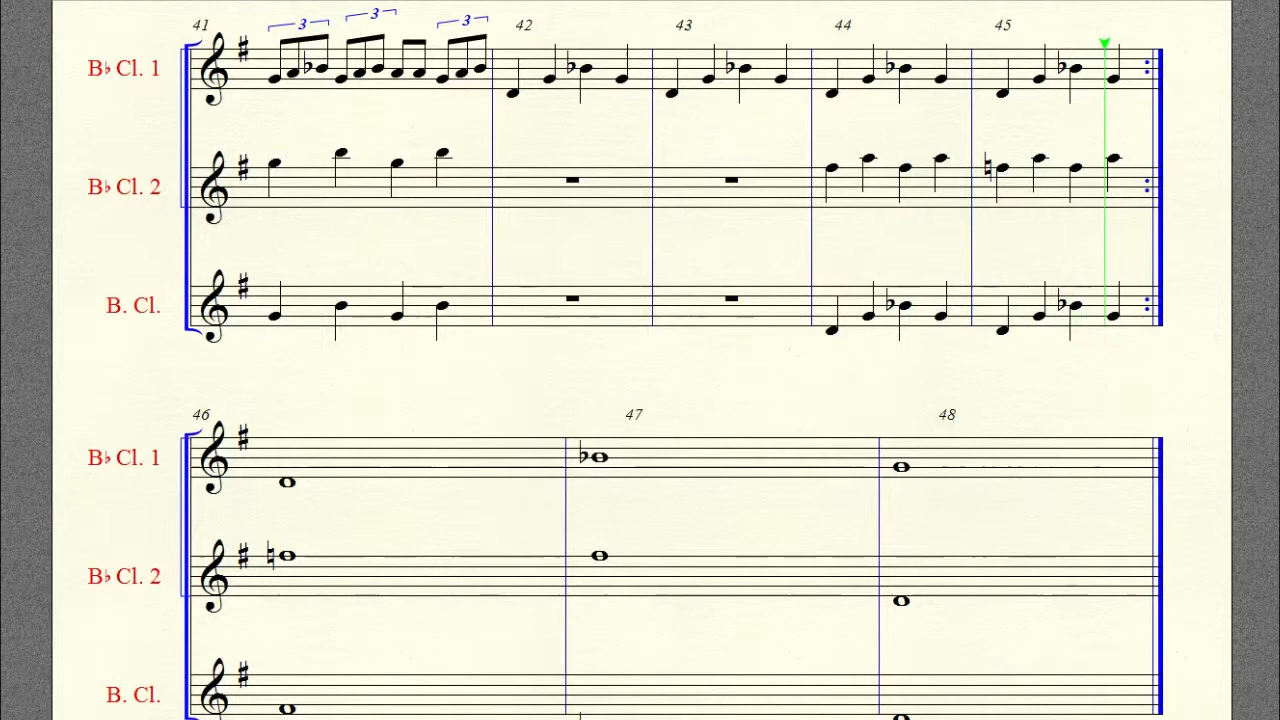 41 3 3 3 42 43 44 45
B♭ Cl. 1
B♭ Cl. 2
B. Cl.
46 47 48
B♭ Cl. 1
B♭ Cl. 2
B. Cl.